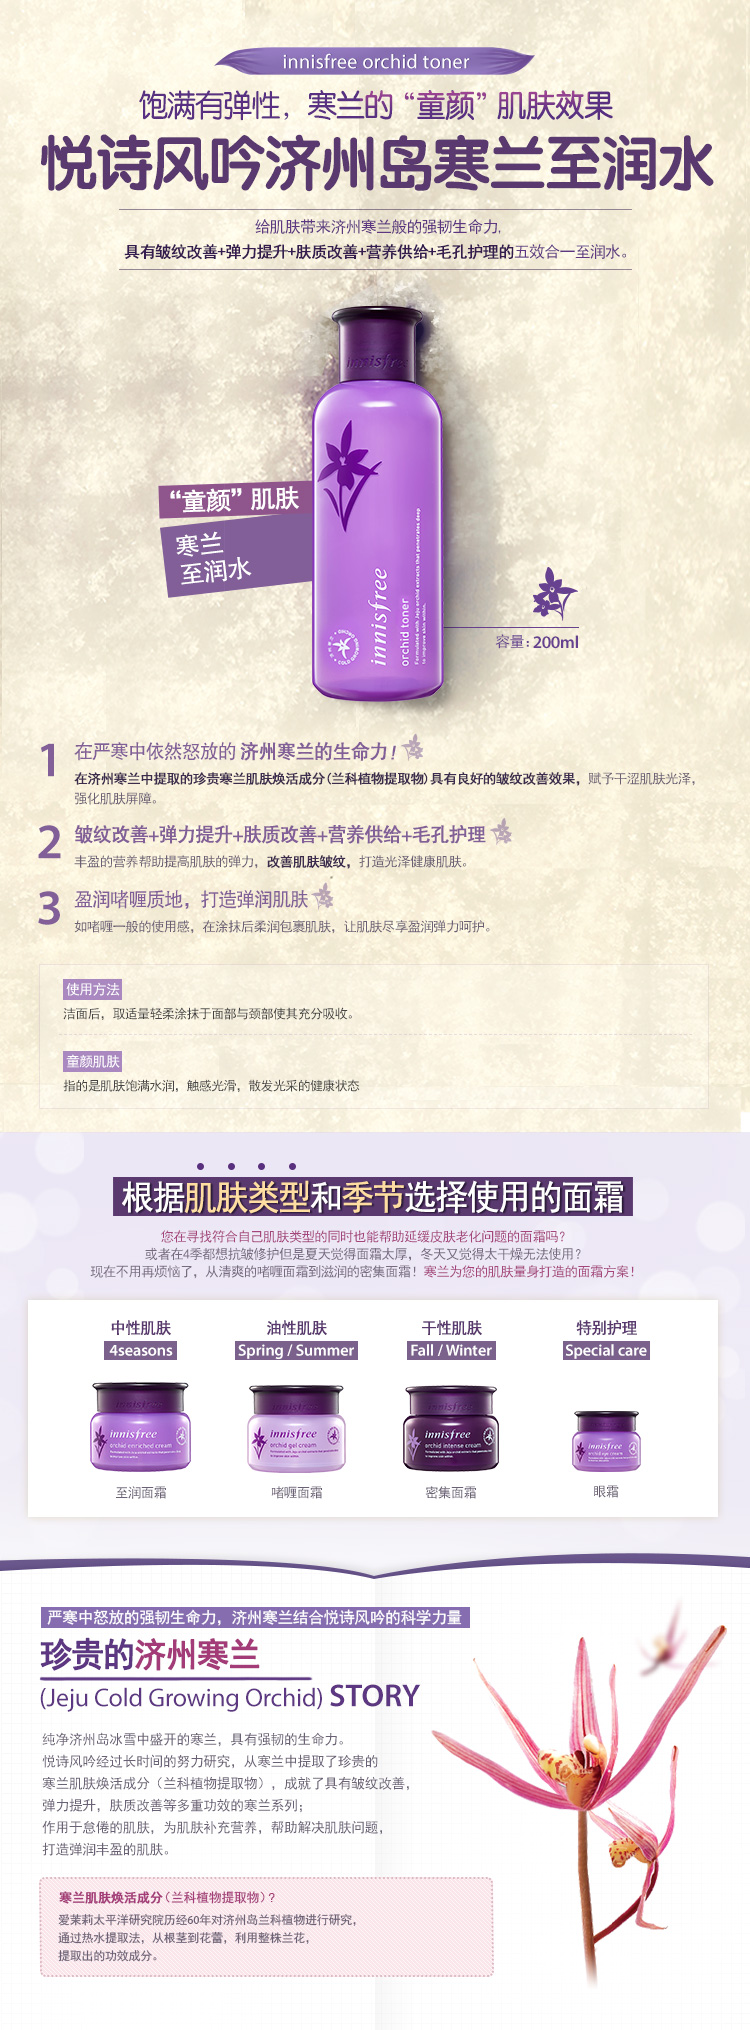 innisfree orchid toner
饱满有弹性，寒兰的“童颜”肌肤效果
悦诗风吟济州岛寒兰至润水
给肌肤带来济州寒兰般的强韧生命力,
具有皱纹改善+弹力提升+肤质改善+营养供给+毛孔护理的五效合一至润水。
innisfree
“童颜”肌肤
寒兰
至润水
innisfree
orchid toner
Formulated with Jeju orchid extracts that penetrates deep
to improve skin within.
容量: 200ml
1 在严寒中依然怒放的 济州寒兰的生命力!
在济州寒兰中提取的珍贵寒兰肌肤焕活成分(兰科植物提取物)具有良好的皱纹改善效果，赋予干涩肌肤光泽，
强化肌肤屏障。
2 皱纹改善+弹力提升+肤质改善+营养供给+毛孔护理
丰盈的营养帮助提高肌肤的弹力，改善肌肤皱纹，打造光泽健康肌肤。
3 盈润啫喱质地，打造弹润肌肤
如啫喱一般的使用感，在涂抹后柔润包裹肌肤，让肌肤尽享盈润弹力呵护。
使用方法
洁面后，取适量轻柔涂抹于面部与颈部使其充分吸收。
童颜肌肤
指的是肌肤饱满水润，触感光滑，散发光采的健康状态
根据肌肤类型和季节选择使用的面霜
您在寻找符合自己肌肤类型的同时也能帮助延缓皮肤老化问题的面霜吗?
或者在4季都想抗皱修护但是夏天觉得面霜太厚，冬天又觉得太干燥无法使用?
现在不用再烦恼了，从清爽的啫喱面霜到滋润的密集面霜！寒兰为您的肌肤量身打造的面霜方案！
中性肌肤 油性肌肤 干性肌肤 特别护理
4seasons Spring / Summer Fall / Winter Special care
innisfree innisfree innisfree innisfree
orchid enriched cream orchid gel cream orchid intense cream orchid eye cream
至润面霜 啫喱面霜 密集面霜 眼霜
严寒中怒放的强韧生命力，济州寒兰结合悦诗风吟的科学力量
珍贵的济州寒兰
(Jeju Cold Growing Orchid) STORY
纯净济州岛冰雪中盛开的寒兰，具有强韧的生命力。
悦诗风吟经过长时间的努力研究，从寒兰中提取了珍贵的
寒兰肌肤焕活成分（兰科植物提取物），成就了具有皱纹改善，
弹力提升，肤质改善等多重功效的寒兰系列；
作用于怠倦的肌肤，为肌肤补充营养，帮助解决肌肤问题，
打造弹润丰盈的肌肤。
寒兰肌肤焕活成分（兰科植物提取物）?
爱茉莉太平洋研究院历经60年对济州岛兰科植物进行研究，
通过热水提取法，从根茎到花蕾，利用整株兰花，
提取出的功效成分。